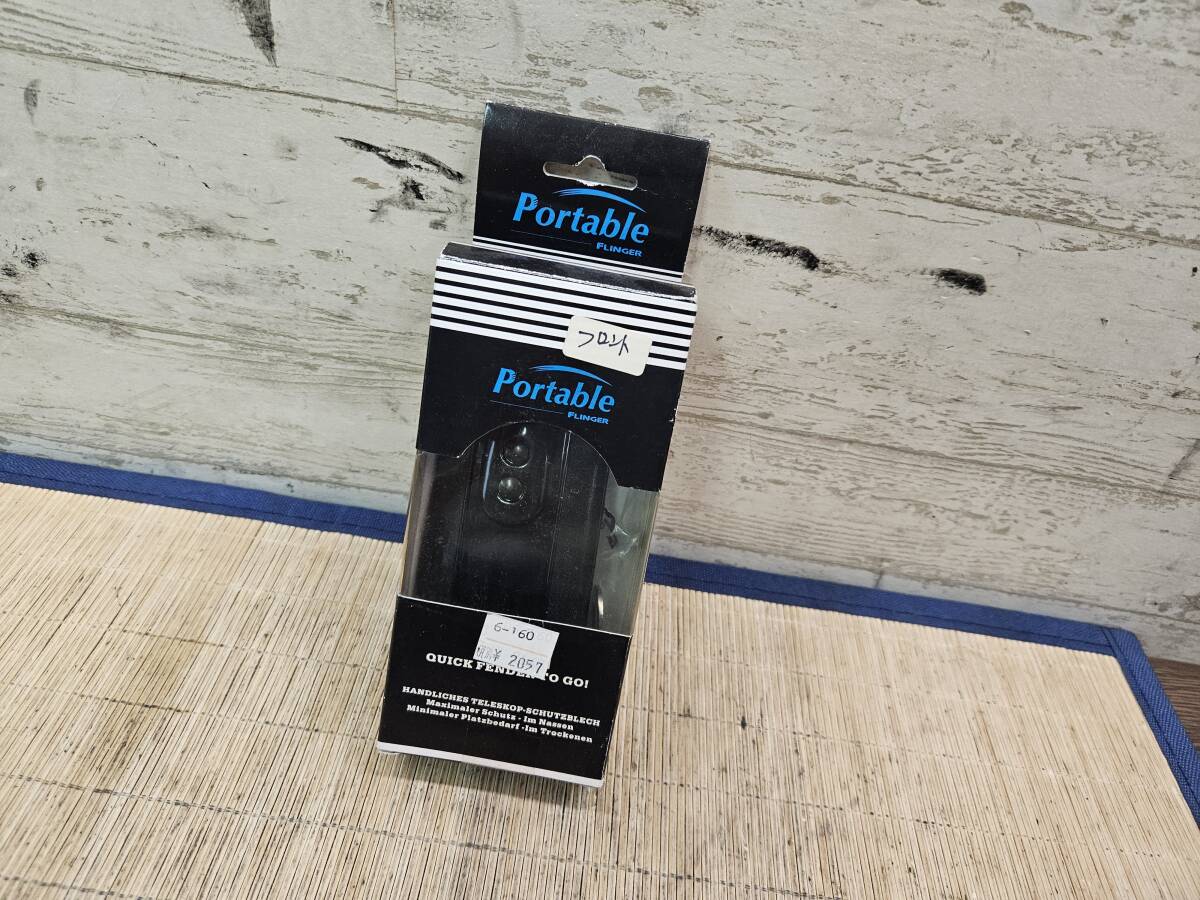 Portable
FLINGER
フロント
Portable
FLINGER
6-160
¥ 2057
QUICK FENDER TO GO!
HANDLICHES TELESKOP-SCHUTZBLECH
Maximaler Schutz - Im Nassen
Minimaler Platzbedarf - Im Trockenen